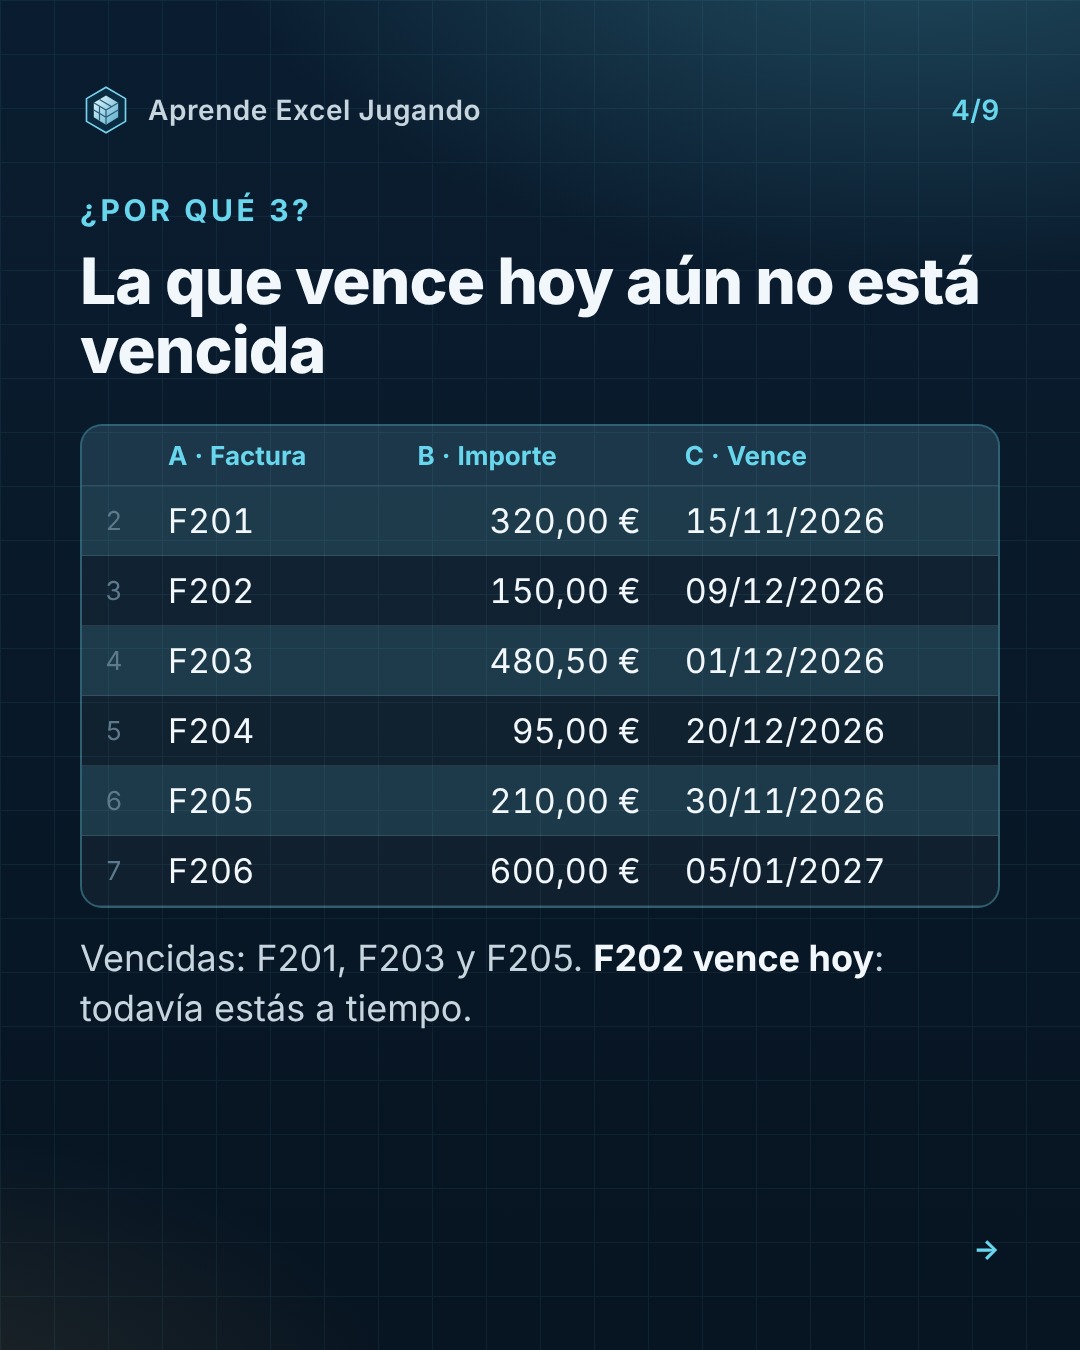 Aprende Excel Jugando
4/9
¿POR QUÉ 3?
La que vence hoy aún no está
vencida
A · Factura B · Importe C · Vence
2 F201 320,00 € 15/11/2026
3 F202 150,00 € 09/12/2026
4 F203 480,50 € 01/12/2026
5 F204 95,00 € 20/12/2026
6 F205 210,00 € 30/11/2026
7 F206 600,00 € 05/01/2027
Vencidas: F201, F203 y F205. F202 vence hoy:
todavía estás a tiempo.
→